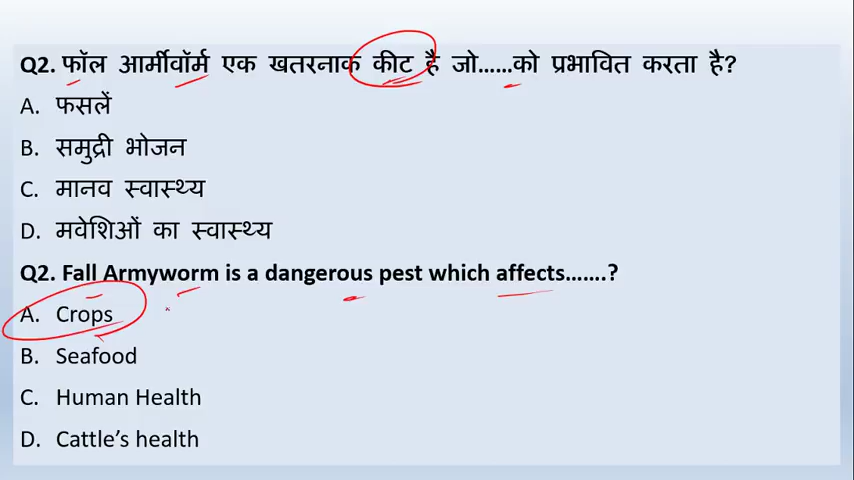 Q2. फॉल आर्मीवॉर्म एक खतरनाक कीट है जो......को प्रभावित करता है?
A. फसलें
B. समुद्री भोजन
C. मानव स्वास्थ्य
D. मवेशिओं का स्वास्थ्य
Q2. Fall Armyworm is a dangerous pest which affects.......?
A. Crops
B. Seafood
C. Human Health
D. Cattle’s health